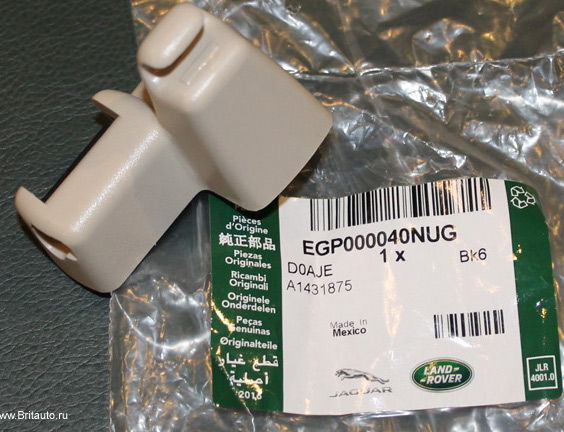 Pièces
d'Origine
純正部品
Piezas
Originales
Ricambi
Originali
Originele
Onderdelen
Peças
Genuinas
Originalteile
قطع غيار
أصلية
2016
EGP000040NUG
1 x
Bk6
D0AJE
A1431875
Made in
Mexico
JAGUAR
LAND-
ROVER
JLR
4001.0
www.Britauto.ru